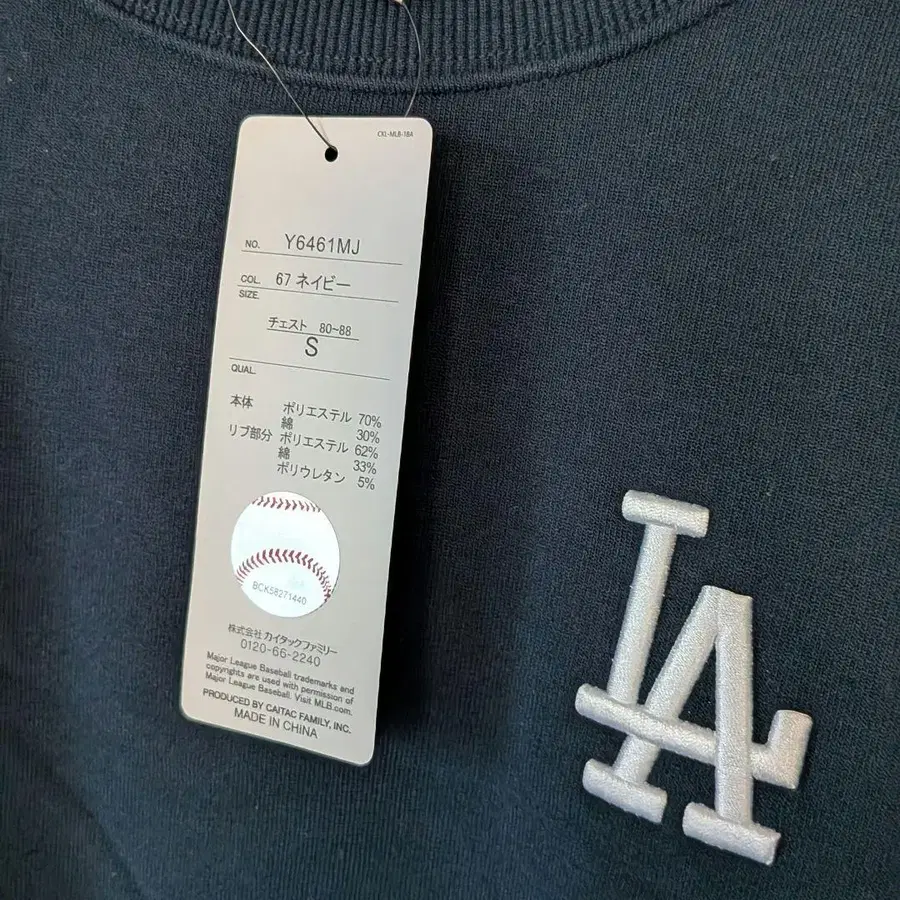 CKL-MLB-18A
NO. Y6461MJ
COL. 67 ネイビー
SIZE.
チェスト 80~88
S
QUAL.
本体 ポリエステル 70%
綿 30%
リブ部分 ポリエステル 62%
綿 33%
ポリウレタン 5%
BCK58271440
株式会社 カイタックファミリー
0120-66-2240
Major League Baseball trademarks and
copyrights are used with permission of
Major League Baseball. Visit MLB.com.
PRODUCED BY CAITAC FAMILY, INC.
MADE IN CHINA
LA